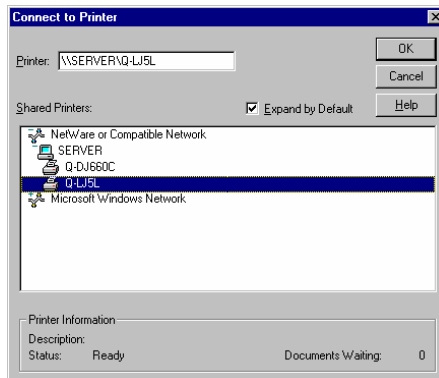 Connect to Printer
Printer: \\SERVER\Q-LJ5L
OK
Cancel
Shared Printers:
Expand by Default
Help
NetWare or Compatible Network
SERVER
Q-DJ660C
Q-LJ5L
Microsoft Windows Network
Printer Information
Description:
Status: Ready Documents Waiting: 0